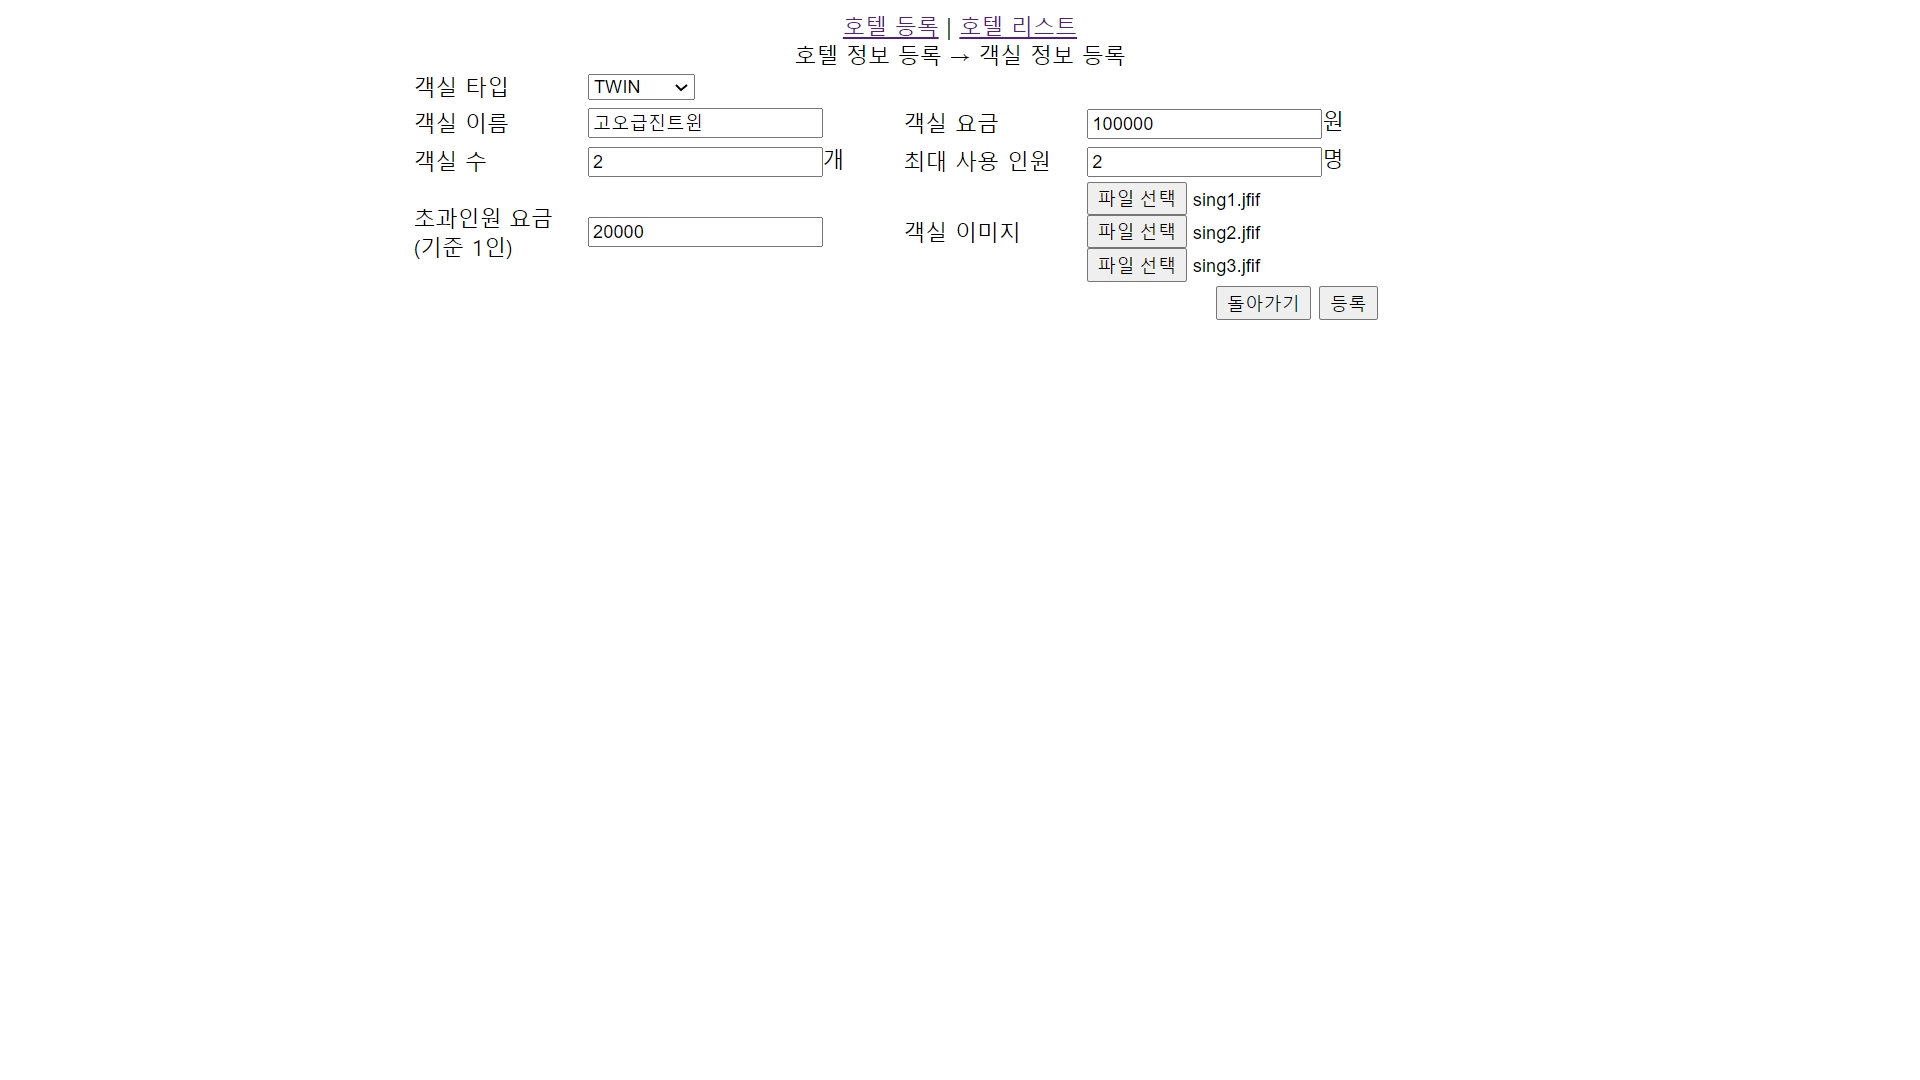 호텔 등록 | 호텔 리스트
호텔 정보 등록 → 객실 정보 등록
객실 타입 TWIN
객실 이름 고오급진트윈 객실 요금 100000 원
객실 수 2 개 최대 사용 인원 2 명
초과인원 요금
(기준 1인)
20000
객실 이미지
파일 선택 sing1.jfif
파일 선택 sing2.jfif
파일 선택 sing3.jfif
돌아가기 등록